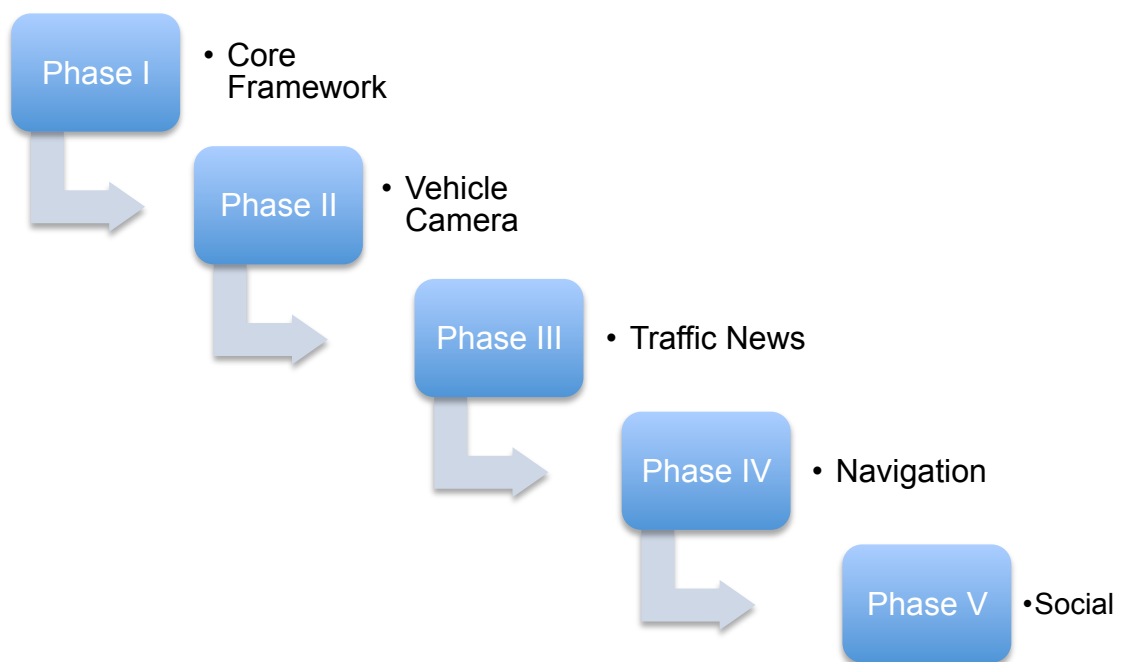 Phase I
• Core
Framework
Phase II
• Vehicle
Camera
Phase III
• Traffic News
Phase IV
• Navigation
Phase V
•Social